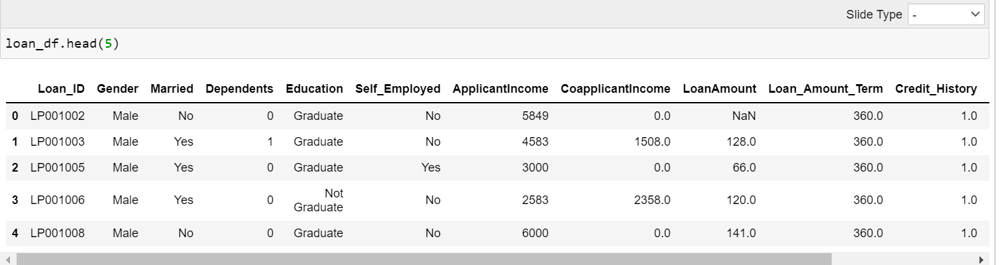 Slide Type -
loan_df.head(5)
Loan_ID Gender Married Dependents Education Self_Employed ApplicantIncome CoapplicantIncome LoanAmount Loan_Amount_Term Credit_History
0 LP001002 Male No 0 Graduate No 5849 0.0 NaN 360.0 1.0
1 LP001003 Male Yes 1 Graduate No 4583 1508.0 128.0 360.0 1.0
2 LP001005 Male Yes 0 Graduate Yes 3000 0.0 66.0 360.0 1.0
3 LP001006 Male Yes 0 Not Graduate No 2583 2358.0 120.0 360.0 1.0
4 LP001008 Male No 0 Graduate No 6000 0.0 141.0 360.0 1.0